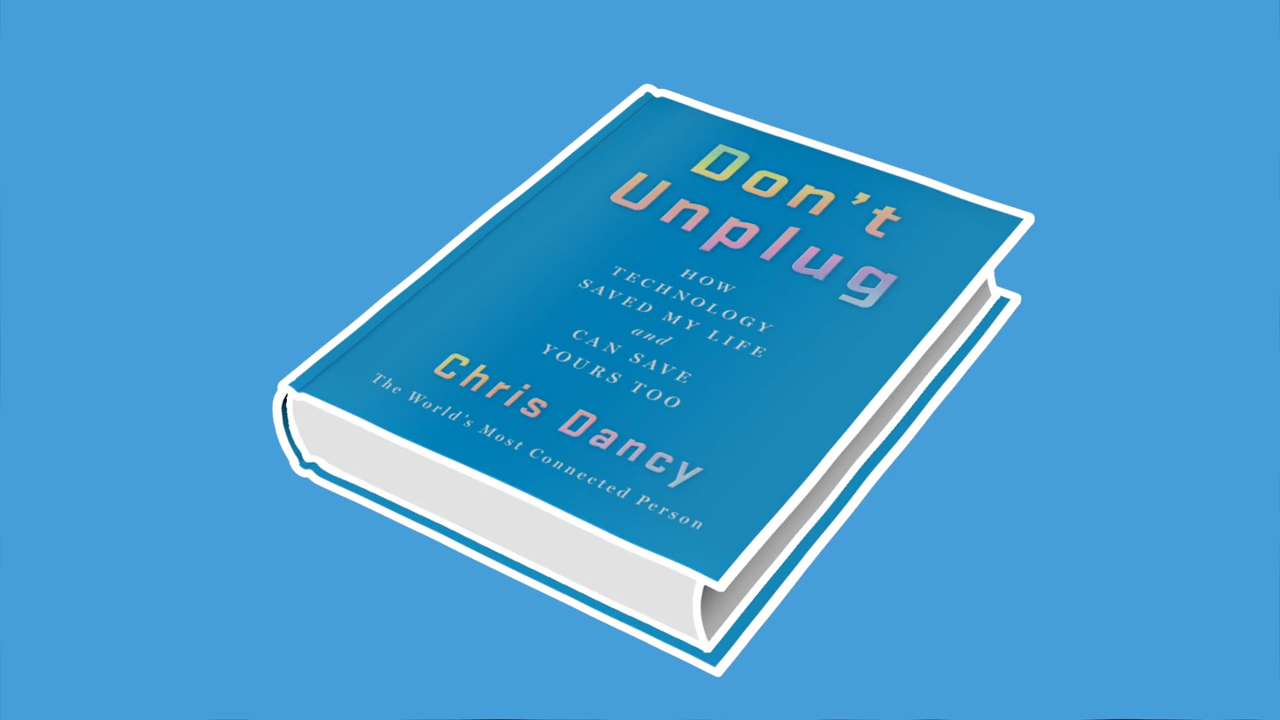 Don't
Unplug
HOW
TECHNOLOGY
SAVED MY LIFE
and
CAN SAVE
YOURS TOO
Chris Dancy
The World's Most Connected Person